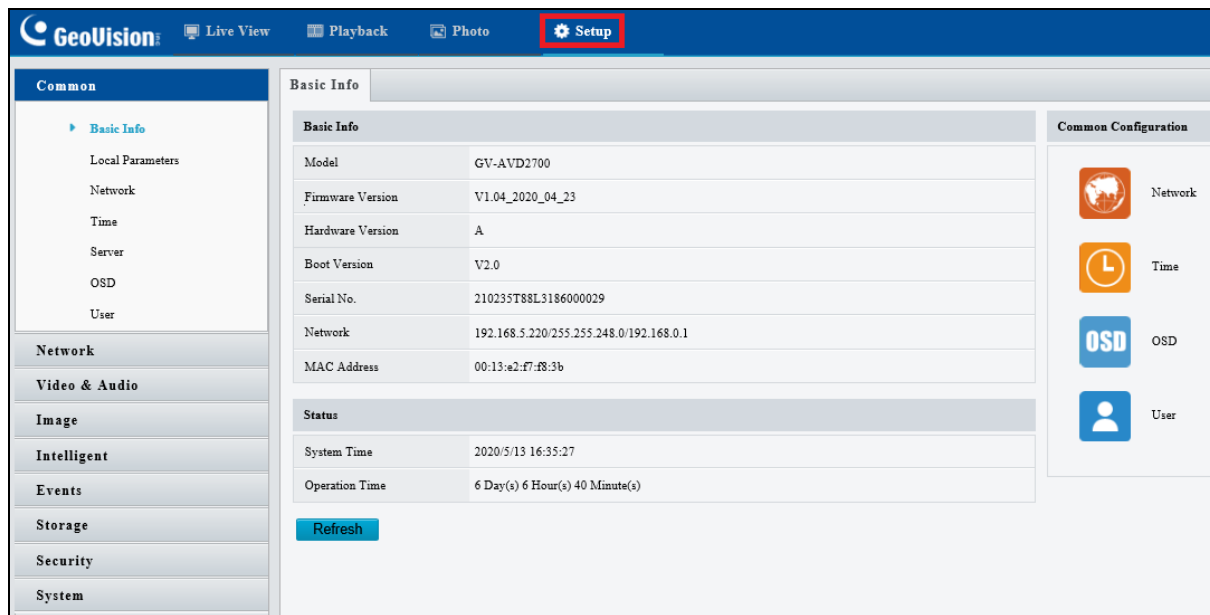 GeoVision Live View Playback Photo Setup
Common
Basic Info
Local Parameters
Network
Time
Server
OSD
User
Network
Video & Audio
Image
Intelligent
Events
Storage
Security
System
Basic Info
Basic Info
Model GV-AVD2700
Firmware Version V1.04_2020_04_23
Hardware Version A
Boot Version V2.0
Serial No. 210235T88L3186000029
Network 192.168.5.220/255.255.248.0/192.168.0.1
MAC Address 00:13:e2:f7:f8:3b
Status
System Time 2020/5/13 16:35:27
Operation Time 6 Day(s) 6 Hour(s) 40 Minute(s)
Refresh
Common Configuration
Network
Time
OSD OSD
User